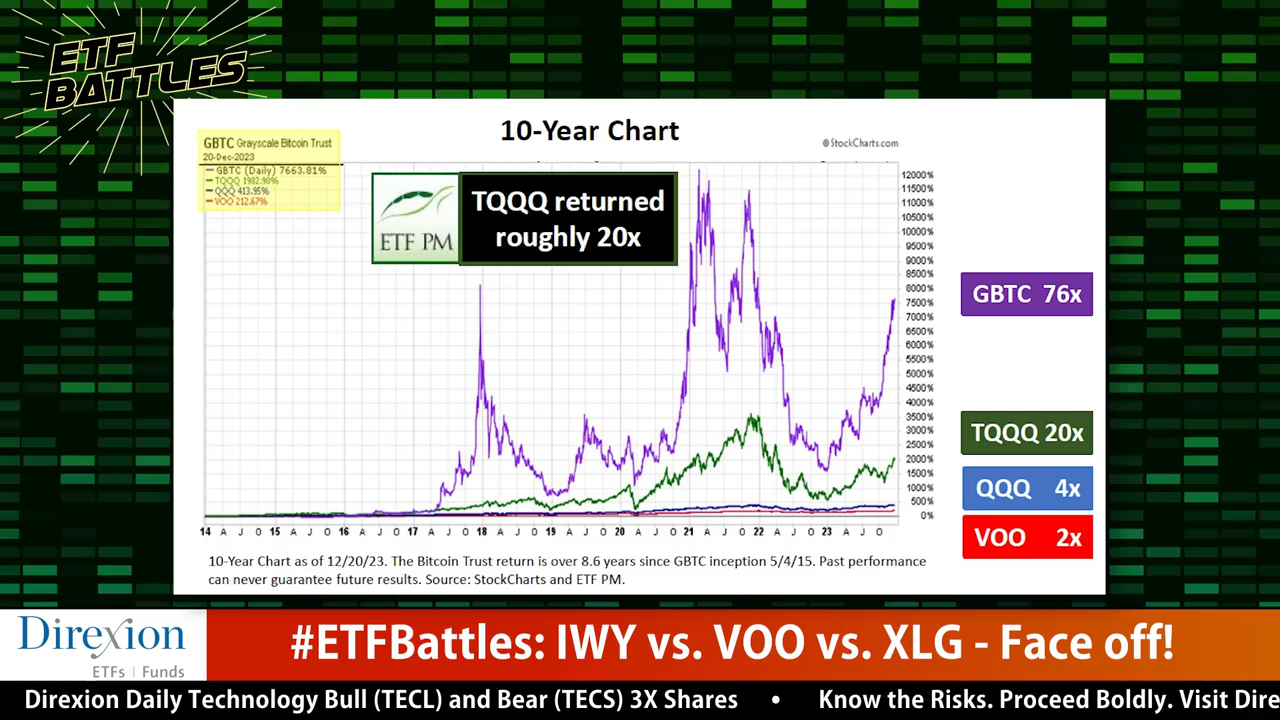 ETF
BATTLES
10-Year Chart
@StockCharts.com
GBTC Grayscale Bitcoin Trust
20-Dec-2023
GBTC (Daily) 7663.81%
TQQQ 1982.90%
QQQ 413.95%
VOO 212.67%
ETF PM
TQQQ returned
roughly 20x
12000%
11000%
10500%
9500%
9000%
8500%
8000%
7500%
7000%
6500%
6000%
5500%
5000%
4500%
4000%
3500%
3000%
2500%
2000%
1500%
1000%
500%
0%
14 A J O 15 A J O 16 A J O 17 A J O 18 A J O 19 A J O 20 A J O 21 A J O 22 A J O 23 A J O
GBTC 76x
TQQQ 20x
QQQ 4x
VOO 2x
10-Year Chart as of 12/20/23. The Bitcoin Trust return is over 8.6 years since GBTC inception 5/4/15. Past performance
can never guarantee future results. Source: StockCharts and ETF PM.
Direxion
ETFs | Funds
#ETFBattles: IWY vs. VOO vs. XLG - Face off!
Direxion Daily Technology Bull (TECL) and Bear (TECS) 3X Shares • Know the Risks. Proceed Boldly. Visit Dire